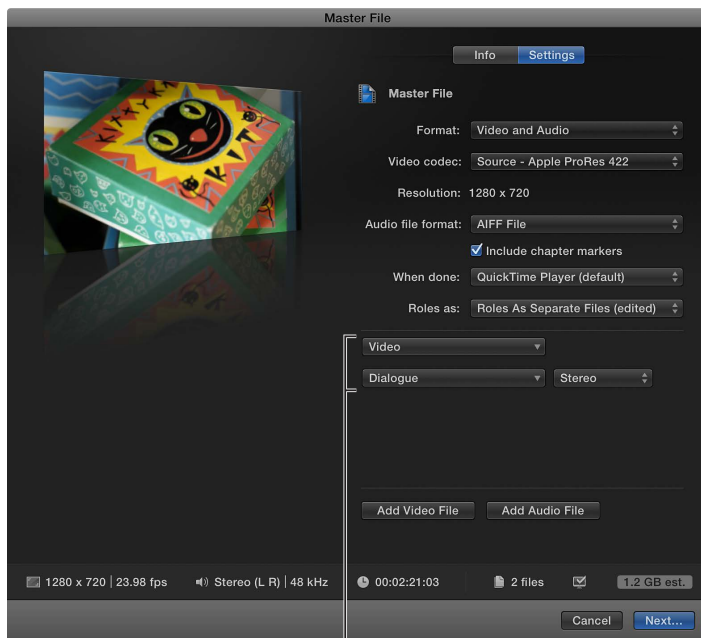 Master File
Info Settings
Master File
Format: Video and Audio
Video codec: Source - Apple ProRes 422
Resolution: 1280 x 720
Audio file format: AIFF File
Include chapter markers
When done: QuickTime Player (default)
Roles as: Roles As Separate Files (edited)
Video
Dialogue Stereo
Add Video File Add Audio File
1280 x 720 | 23.98 fps Stereo (L R) | 48 kHz 00:02:21:03 2 files 1.2 GB est.
Cancel Next...
KIT